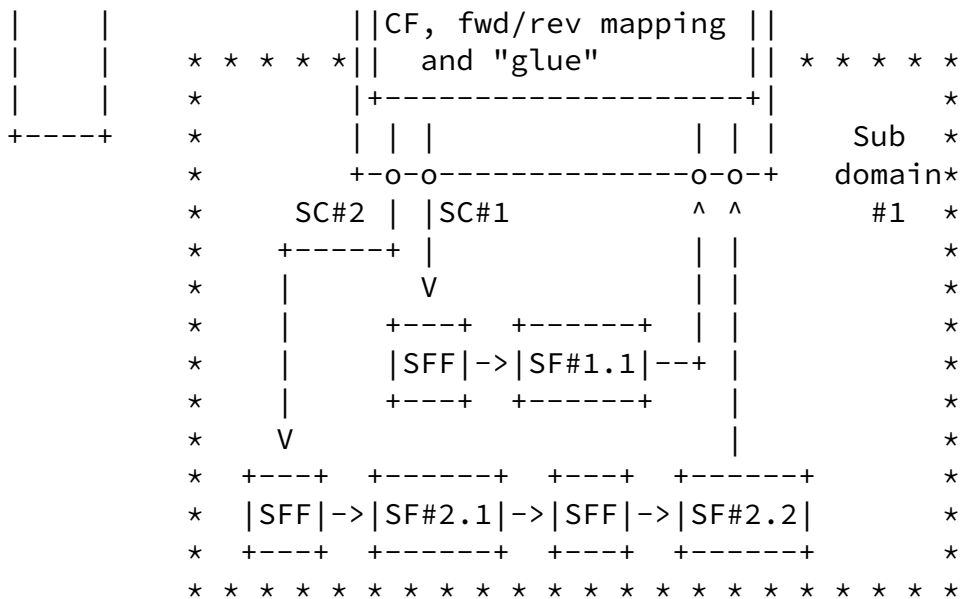 |    |          ||CF, fwd/rev mapping ||
|    |    * * * * *||  and "glue"        || * * * * *
|    |    *        |+---------------------+|          *
+----+    *        | | |               | | |    Sub  *
          *        +-o-o---------------o-o-+   domain*
          *     SC#2 | |SC#1           ^ ^       #1  *
          *    +-----+ |               | |           *
          *    |       V               | |           *
          *    |     +---+  +------+   | |           *
          *    |     |SFF|->|SF#1.1|--+ |           *
          *    |     +---+  +------+     |           *
          *    V                         |           *
          *  +---+  +------+  +---+  +------+       *
          *  |SFF|->|SF#2.1|->|SFF|->|SF#2.2|       *
          *  +---+  +------+  +---+  +------+       *
          * * * * * * * * * * * * * * * * * * * * * *